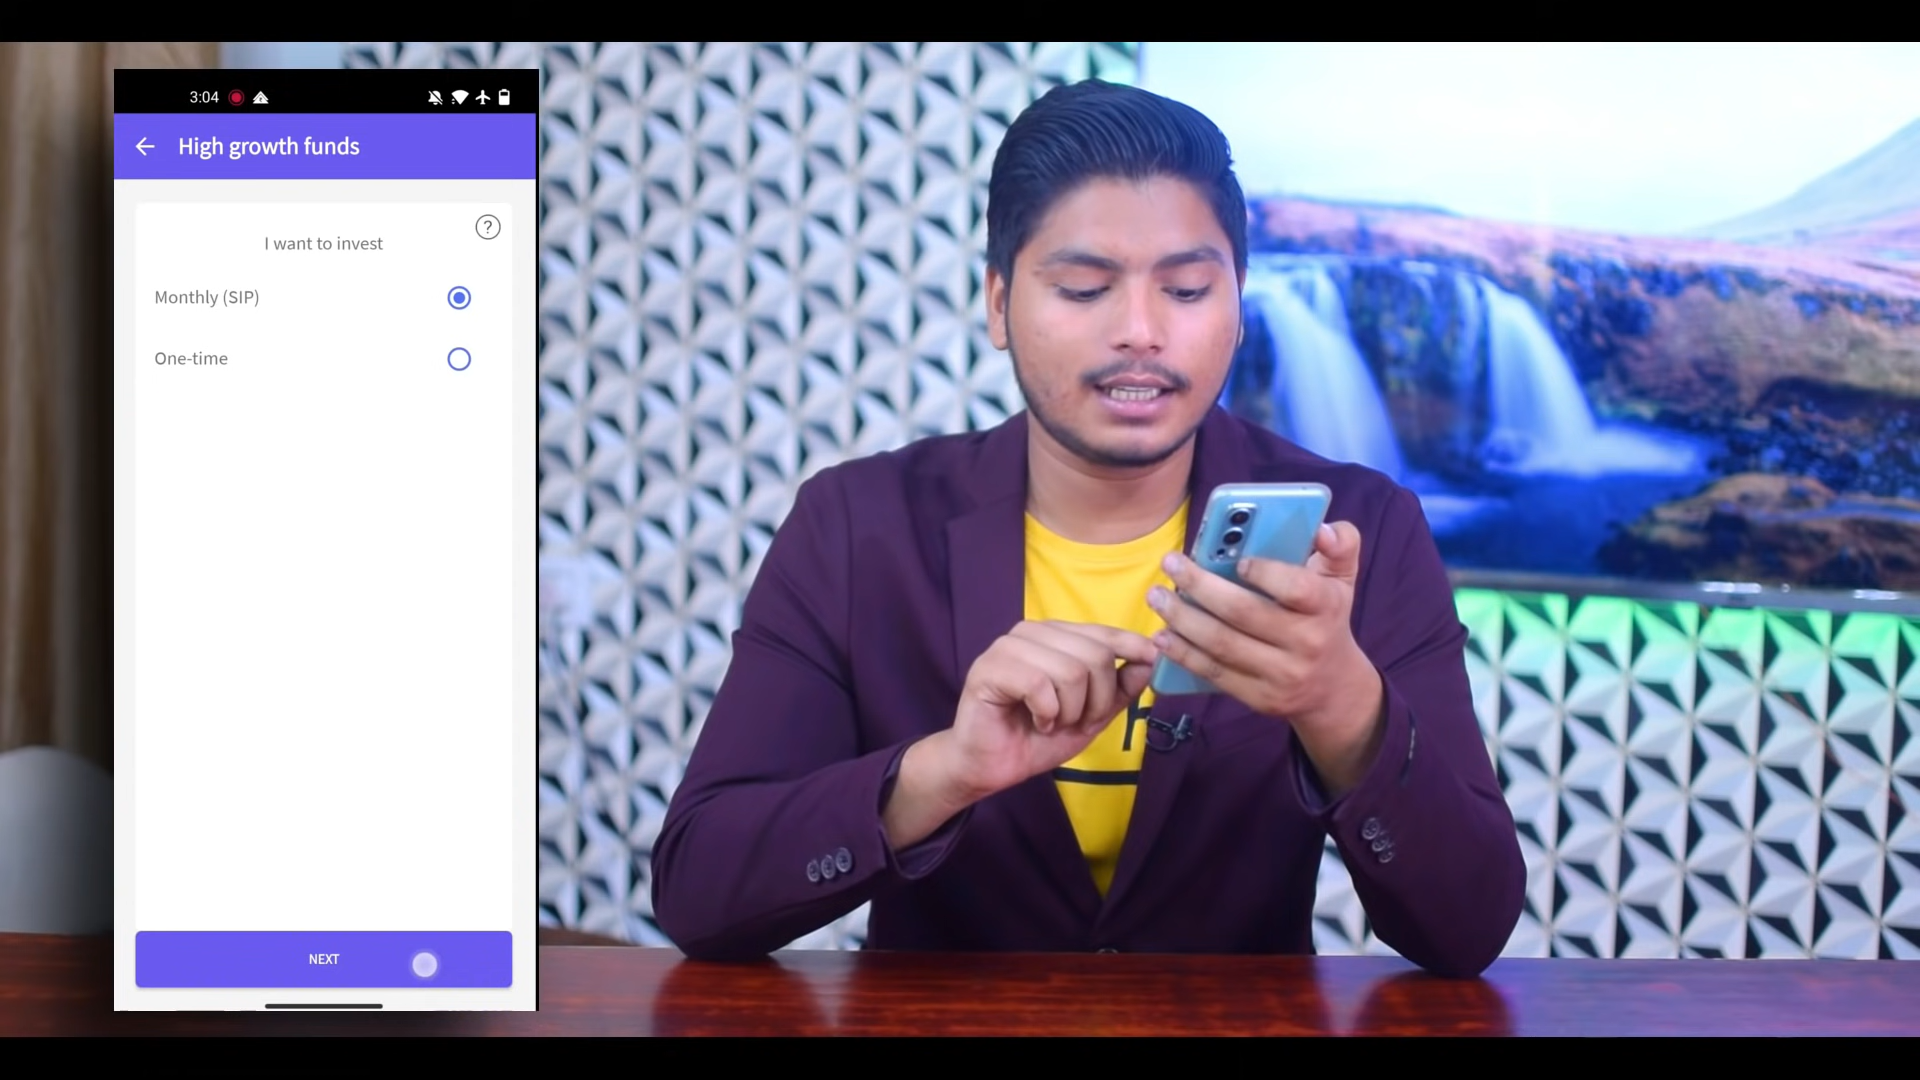 3:04
High growth funds
?
I want to invest
Monthly (SIP)
One-time
NEXT